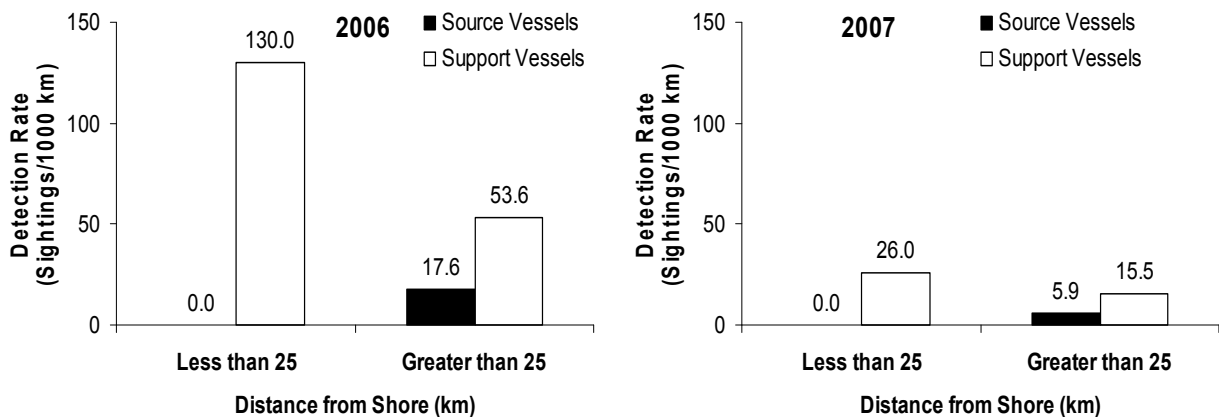 2006
Source Vessels
Support Vessels
Detection Rate
(Sightings/1000 km)
150
100
50
0
0.0
130.0
17.6
53.6
Less than 25
Greater than 25
Distance from Shore (km)
2007
Source Vessels
Support Vessels
Detection Rate
(Sightings/1000 km)
150
100
50
0
0.0
26.0
5.9
15.5
Less than 25
Greater than 25
Distance from Shore (km)